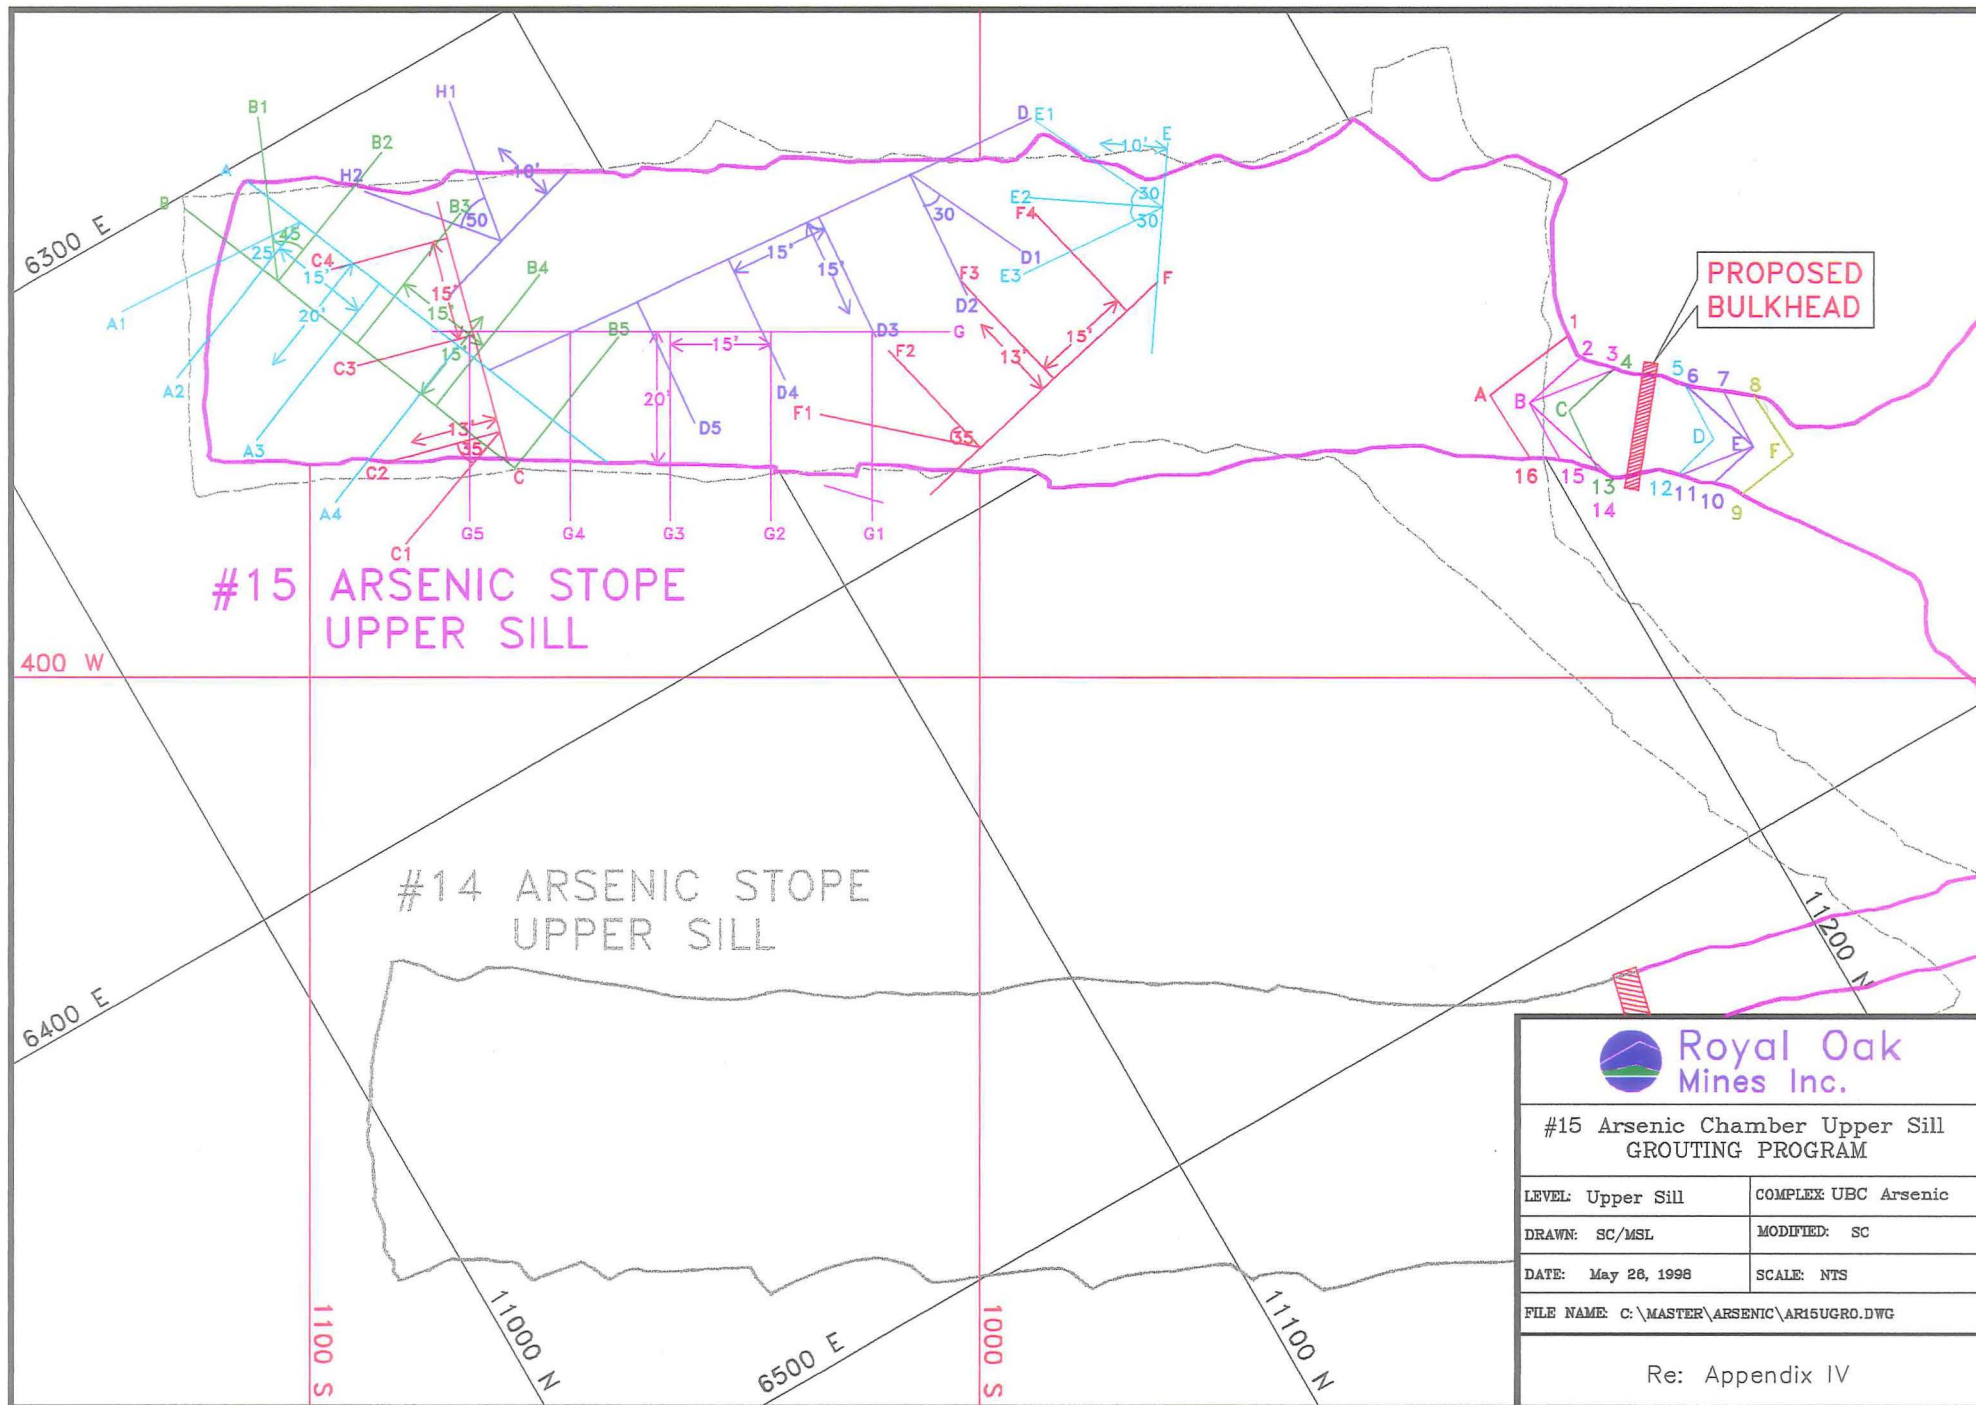 H1
B1
D
E1
E
10'
B2
10'
A
H2
30
E2
B
B3
50
30
F4
30
6300 E
45
25
C4
15'
D1
E3
B4
15'
15'
F3
F
PROPOSED
BULKHEAD
15'
D2
20'
A1
15'
B5
D3
G
1
15'
15'
F2
13'
15'
2
3
4
C3
5
6
7
8
A2
D4
20'
A
B
C
F1
D5
13'
35
35
D
E
F
A3
C2
C
16
15
13
12
11
10
9
14
A4
G5
G4
G3
G2
G1
C1
#15 ARSENIC STOPE
UPPER SILL
400 W
#14 ARSENIC STOPE
UPPER SILL
11200 N
6400 E
Royal Oak
Mines Inc.
#15 Arsenic Chamber Upper Sill
GROUTING PROGRAM
LEVEL: Upper Sill
COMPLEX: UBC Arsenic
DRAWN: SC/MSL
MODIFIED: SC
DATE: May 26, 1998
SCALE: NTS
FILE NAME: C:\MASTER\ARSENIC\AR15UGRO.DWG
1100 S
11000 N
6500 E
1000 S
11100 N
Re: Appendix IV